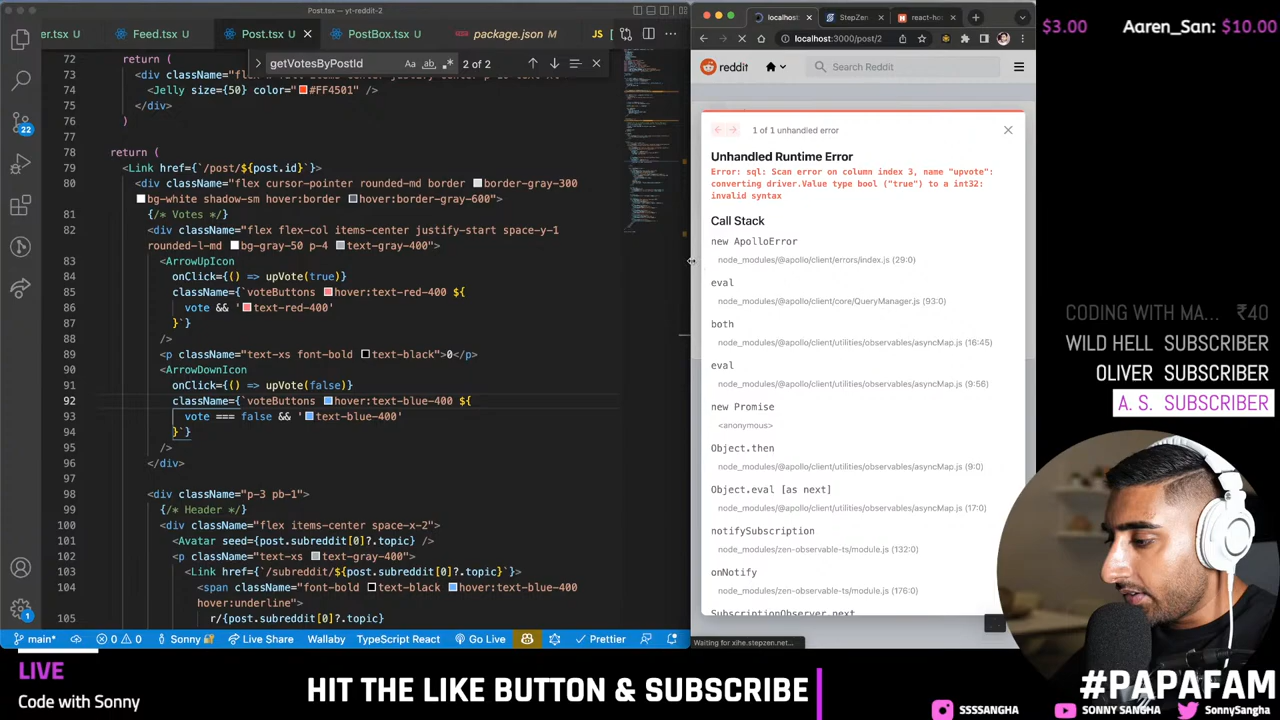 Post.tsx — yt-reddit-2
er.tsx U
Feed.tsx U
Post.tsx U
PostBox.tsx U
package.json M
JS
getVotesByPostId
Aa
ab
2 of 2
72 return (
73 <div className="flex w-full items-center justify-center p-10 text-xl">
74 <Jelly size={50} color="#FF4501" />
75 </div>
76 )
77
78 return (
79 <Link href={`/post/${post.id}`}>
80 <div className="flex cursor-pointer rounded-md border border-gray-300
bg-white shadow-sm hover:border hover:border-gray-600">
81 {/* Votes */}
82 <div className="flex flex-col items-center justify-start space-y-1
rounded-l-md bg-gray-50 p-4 text-gray-400">
83 <ArrowUpIcon
84 onClick={() => upVote(true)}
85 className={`voteButtons hover:text-red-400 ${
86 vote && 'text-red-400'
87 }`}
88 />
89 <p className="text-xs font-bold text-black">0</p>
90 <ArrowDownIcon
91 onClick={() => upVote(false)}
92 className={`voteButtons hover:text-blue-400 ${
93 vote === false && 'text-blue-400'
94 }`}
95 />
96 </div>
97
98 <div className="p-3 pb-1">
99 {/* Header */}
100 <div className="flex items-center space-x-2">
101 <Avatar seed={post.subreddit[0]?.topic} />
102 <p className="text-xs text-gray-400">
103 <Link href={`/subreddit/${post.subreddit[0]?.topic}`}>
104 <span className="font-bold text-black hover:text-blue-400
hover:underline">
105 r/{post.subreddit[0]?.topic}
22
1
main*
0 0
Sonny
Live Share
Wallaby
TypeScript React
Go Live
Prettier
localhost:
StepZen
react-ho
localhost:3000/post/2
reddit
Search Reddit
1 of 1 unhandled error
Unhandled Runtime Error
Error: sql: Scan error on column index 3, name "upvote":
converting driver.Value type bool ("true") to a int32:
invalid syntax
Call Stack
new ApolloError
node_modules/@apollo/client/errors/index.js (29:0)
eval
node_modules/@apollo/client/core/QueryManager.js (93:0)
both
node_modules/@apollo/client/utilities/observables/asyncMap.js (16:45)
eval
node_modules/@apollo/client/utilities/observables/asyncMap.js (9:56)
new Promise
<anonymous>
Object.then
node_modules/@apollo/client/utilities/observables/asyncMap.js (9:0)
Object.eval [as next]
node_modules/@apollo/client/utilities/observables/asyncMap.js (17:0)
notifySubscription
node_modules/zen-observable-ts/module.js (132:0)
onNotify
node_modules/zen-observable-ts/module.js (176:0)
SubscriptionObserver.next
Waiting for xihe.stepzen.net...
$3.00 Aaren_San: $10.00
CODING WITH MA... ₹40
WILD HELL SUBSCRIBER
OLIVER SUBSCRIBER
A. S. SUBSCRIBER
LIVE
Code with Sonny
HIT THE LIKE BUTTON & SUBSCRIBE
#PAPAFAM
SSSSANGHA
SONNY SANGHA
SonnySangha